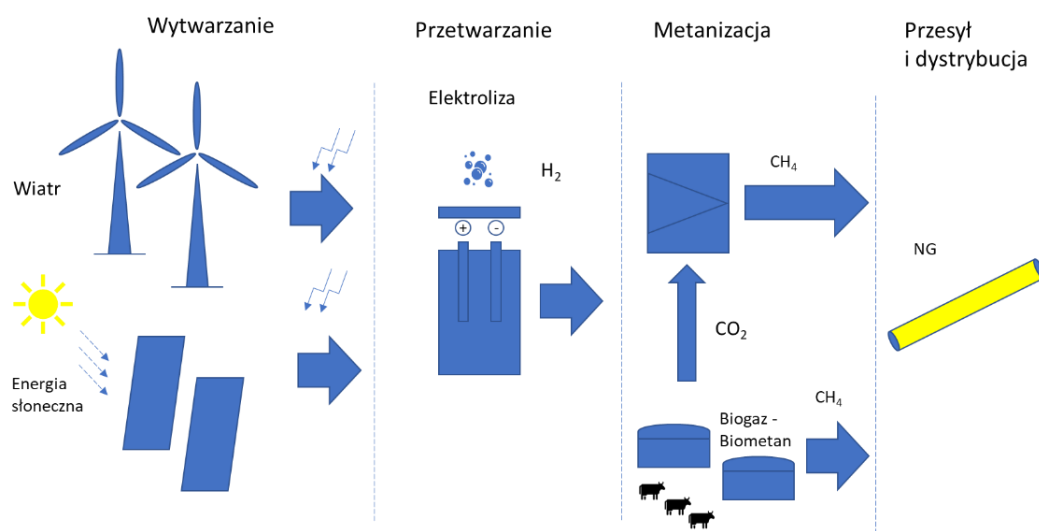 Wytwarzanie
Przetwarzanie
Metanizacja
Przesył
i dystrybucja
Wiatr
Energia
słoneczna
Elektroliza
H₂
+
-
CH₄
CO₂
Biogaz -
Biometan
CH₄
NG